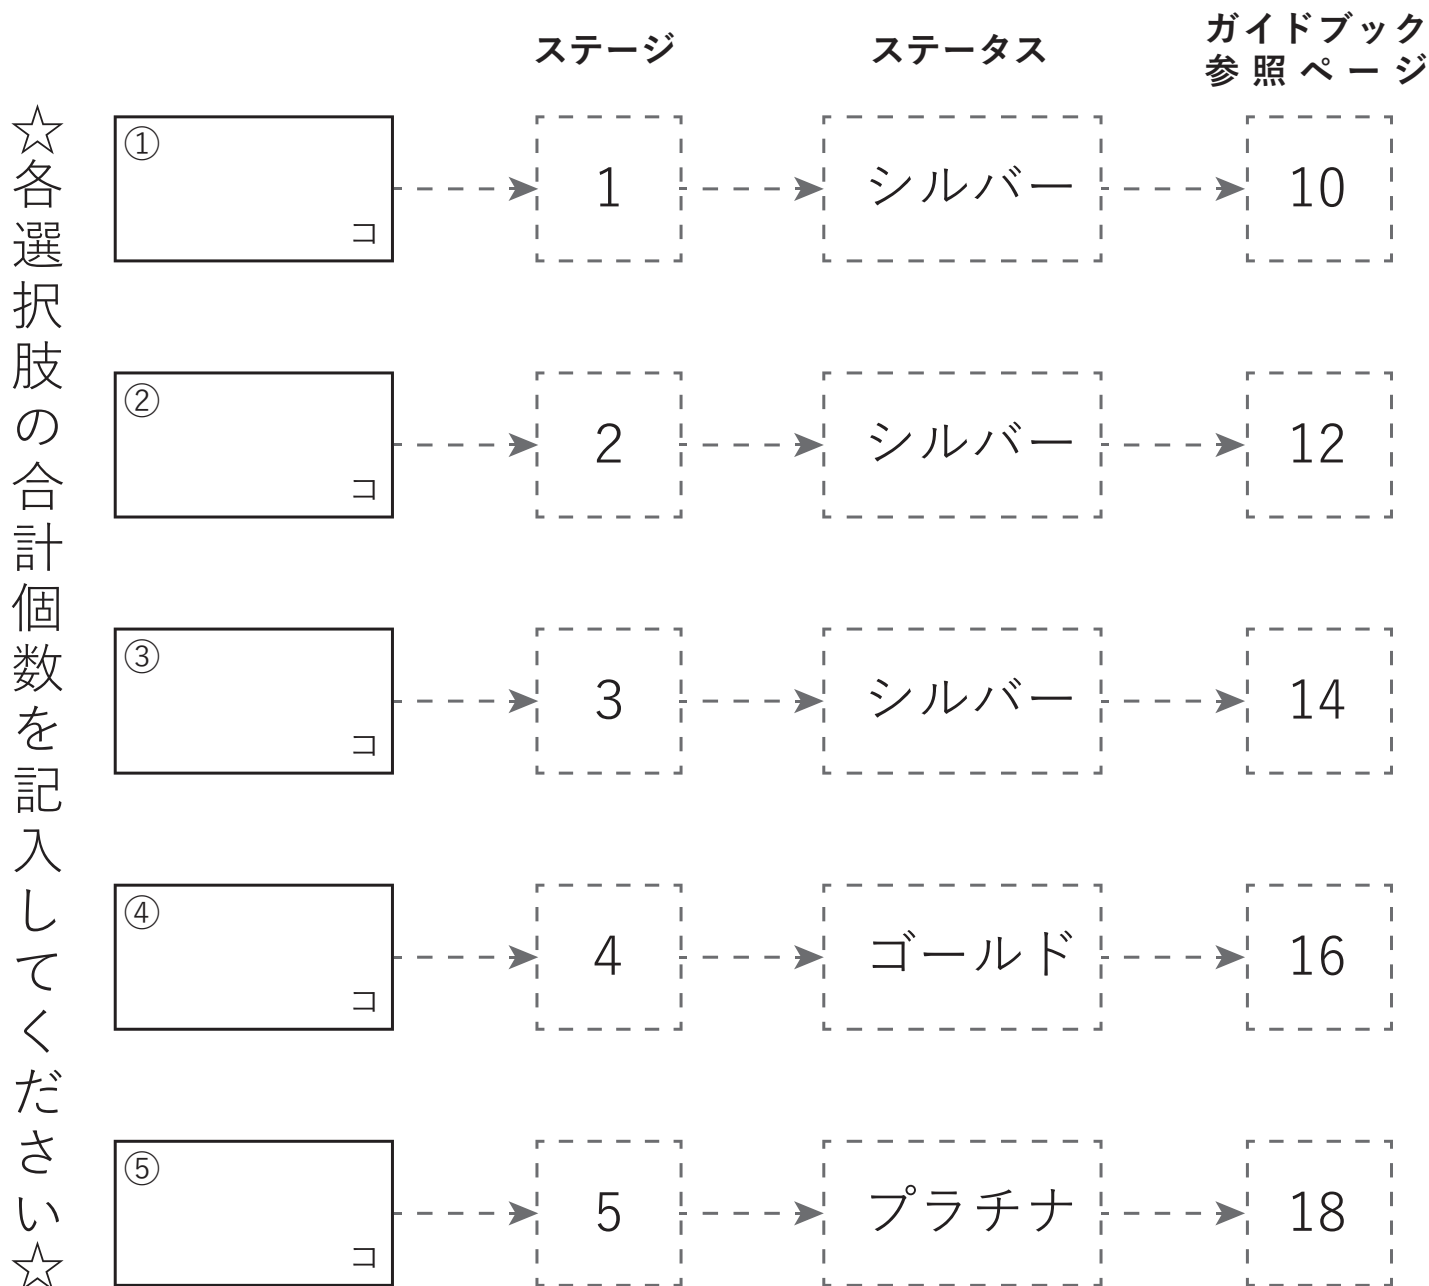 ステージ
ステータス
ガイドブック
参照ページ
☆各選択肢の合計個数を記入してください☆
①
コ
1
シルバー
10
②
コ
2
シルバー
12
③
コ
3
シルバー
14
④
コ
4
ゴールド
16
⑤
コ
5
プラチナ
18